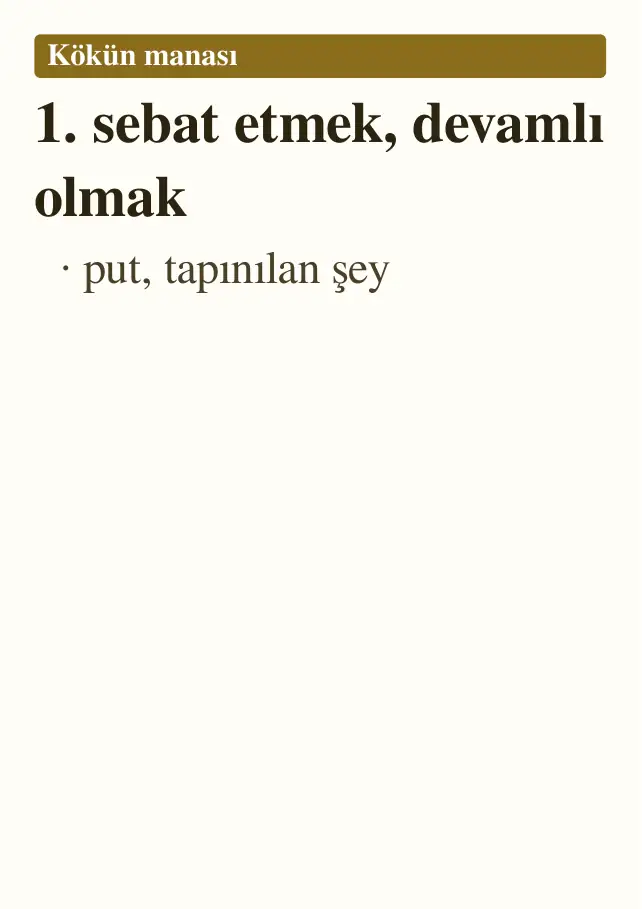 Kökün manası
1. sebat etmek, devamlı
olmak
· put, tapınılan şey